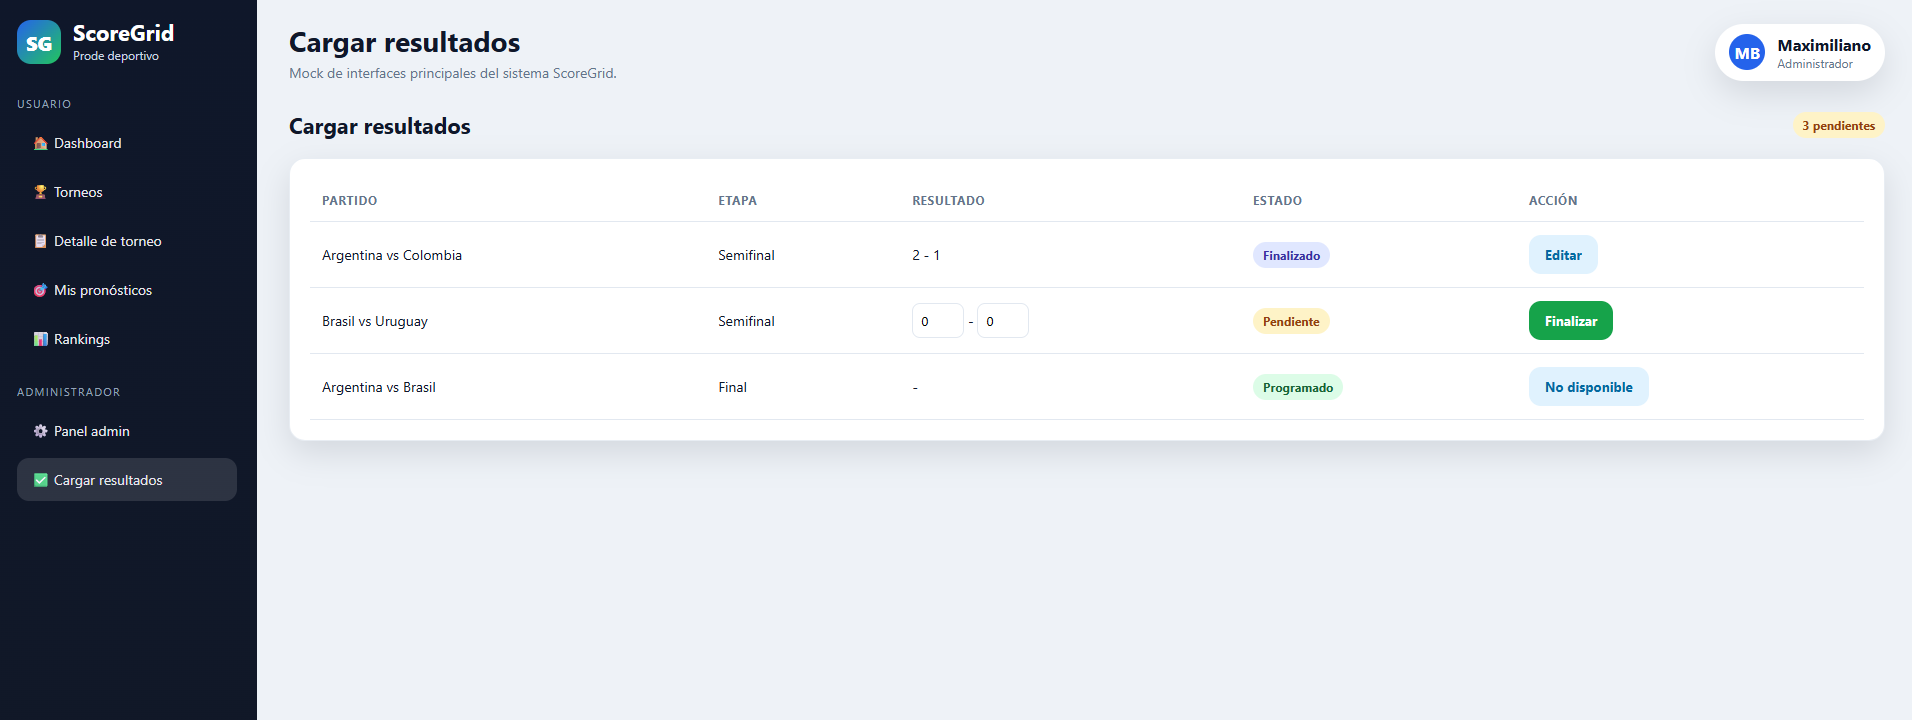 SG
ScoreGrid
Prode deportivo
USUARIO
Dashboard
Torneos
Detalle de torneo
Mis pronósticos
Rankings
ADMINISTRADOR
Panel admin
Cargar resultados
Cargar resultados
Mock de interfaces principales del sistema ScoreGrid.
MB
Maximiliano
Administrador
Cargar resultados
3 pendientes
PARTIDO ETAPA RESULTADO ESTADO ACCIÓN
Argentina vs Colombia Semifinal 2 - 1 Finalizado Editar
Brasil vs Uruguay Semifinal 0 - 0 Pendiente Finalizar
Argentina vs Brasil Final - Programado No disponible